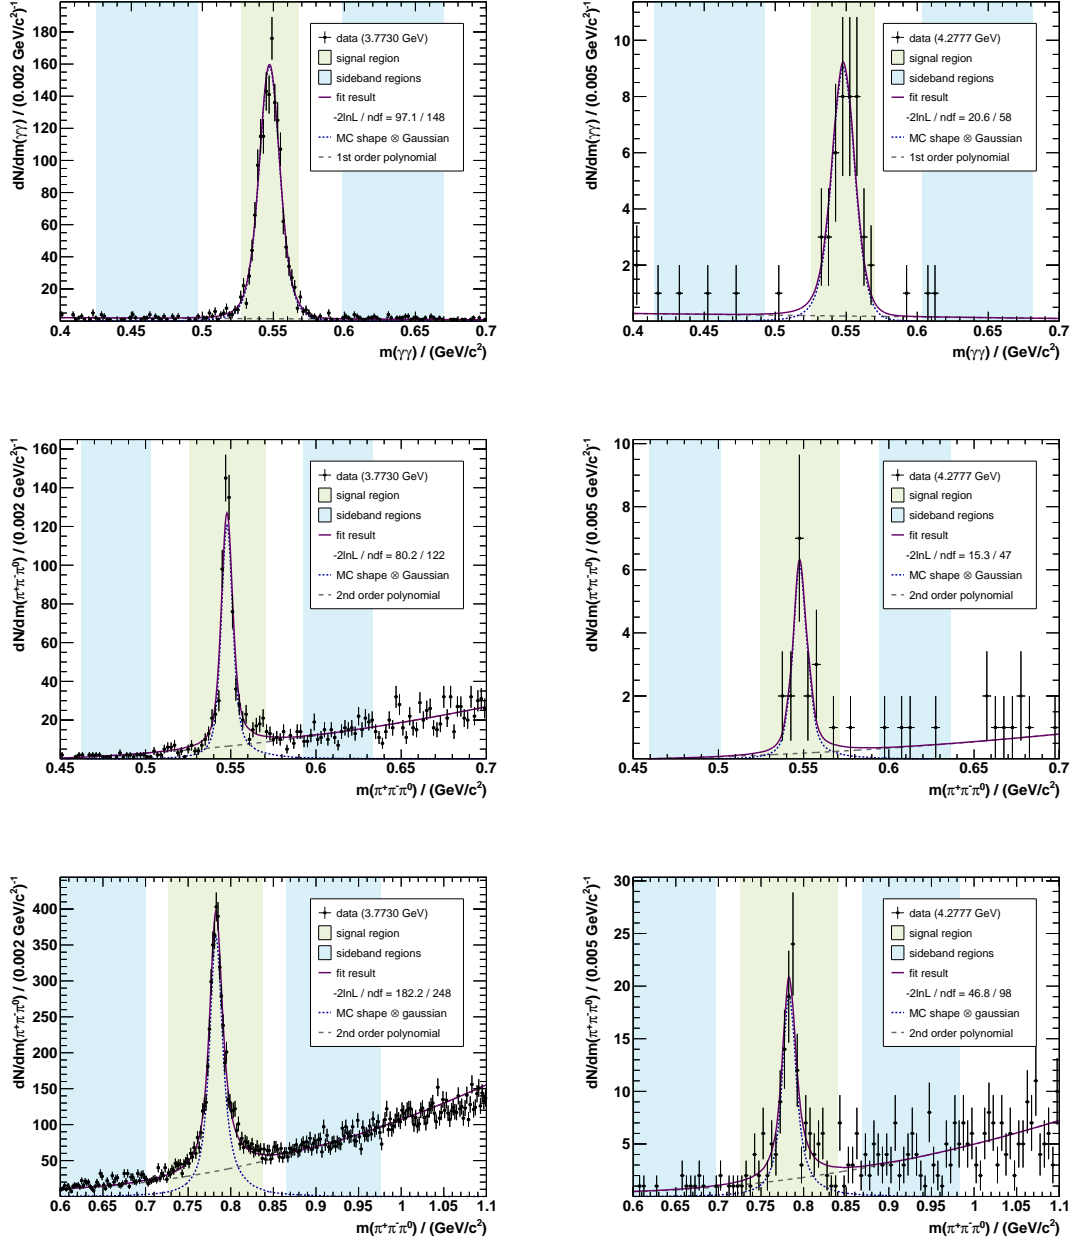 dN/dm(γγ) / (0.002 GeV/c²)⁻¹
180
160
140
120
100
80
60
40
20
data (3.7730 GeV)
signal region
sideband regions
fit result
-2lnL / ndf = 97.1 / 148
MC shape ⊗ Gaussian
1st order polynomial
0.4 0.5 0.55 0.6 0.65 0.7
m(γγ) / (GeV/c²)
dN/dm(γγ) / (0.005 GeV/c²)⁻¹
10
8
6
4
2
data (4.2777 GeV)
signal region
sideband regions
fit result
-2lnL / ndf = 20.6 / 58
MC shape ⊗ Gaussian
1st order polynomial
0.4 0.45 0.5 0.55 0.6 0.65 0.7
m(γγ) / (GeV/c²)
dN/dm(π⁺π⁻π⁰) / (0.002 GeV/c²)⁻¹
160
140
120
100
80
60
40
20
0
data (3.7730 GeV)
signal region
sideband regions
fit result
-2lnL / ndf = 80.2 / 122
MC shape ⊗ Gaussian
2nd order polynomial
0.45 0.5 0.55 0.6 0.65 0.7
m(π⁺π⁻π⁰) / (GeV/c²)
dN/dm(π⁺π⁻π⁰) / (0.005 GeV/c²)⁻¹
10
8
6
4
2
data (4.2777 GeV)
signal region
sideband regions
fit result
-2lnL / ndf = 15.3 / 47
MC shape ⊗ Gaussian
2nd order polynomial
0.45 0.5 0.55 0.6 0.65 0.7
m(π⁺π⁻π⁰) / (GeV/c²)
dN/dm(π⁺π⁻π⁰) / (0.002 GeV/c²)⁻¹
400
350
300
250
200
150
100
50
data (3.7730 GeV)
signal region
sideband regions
fit result
-2lnL / ndf = 182.2 / 248
MC shape ⊗ gaussian
2nd order polynomial
0.6 0.65 0.7 0.75 0.8 0.85 0.9 0.95 1 1.05 1.1
m(π⁺π⁻π⁰) / (GeV/c²)
dN/dm(π⁺π⁻π⁰) / (0.005 GeV/c²)⁻¹
30
25
20
15
10
5
0
data (4.2777 GeV)
signal region
sideband regions
fit result
-2lnL / ndf = 46.8 / 98
MC shape ⊗ gaussian
2nd order polynomial
0.6 0.65 0.7 0.75 0.8 0.85 0.9 0.95 1 1.05 1.1
m(π⁺π⁻π⁰) / (GeV/c²)